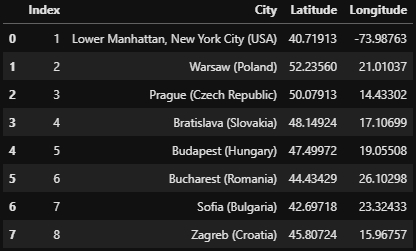 Index City Latitude Longitude
0 1 Lower Manhattan, New York City (USA) 40.71913 -73.98763
1 2 Warsaw (Poland) 52.23560 21.01037
2 3 Prague (Czech Republic) 50.07913 14.43302
3 4 Bratislava (Slovakia) 48.14924 17.10699
4 5 Budapest (Hungary) 47.49972 19.05508
5 6 Bucharest (Romania) 44.43429 26.10298
6 7 Sofia (Bulgaria) 42.69718 23.32433
7 8 Zagreb (Croatia) 45.80724 15.96757